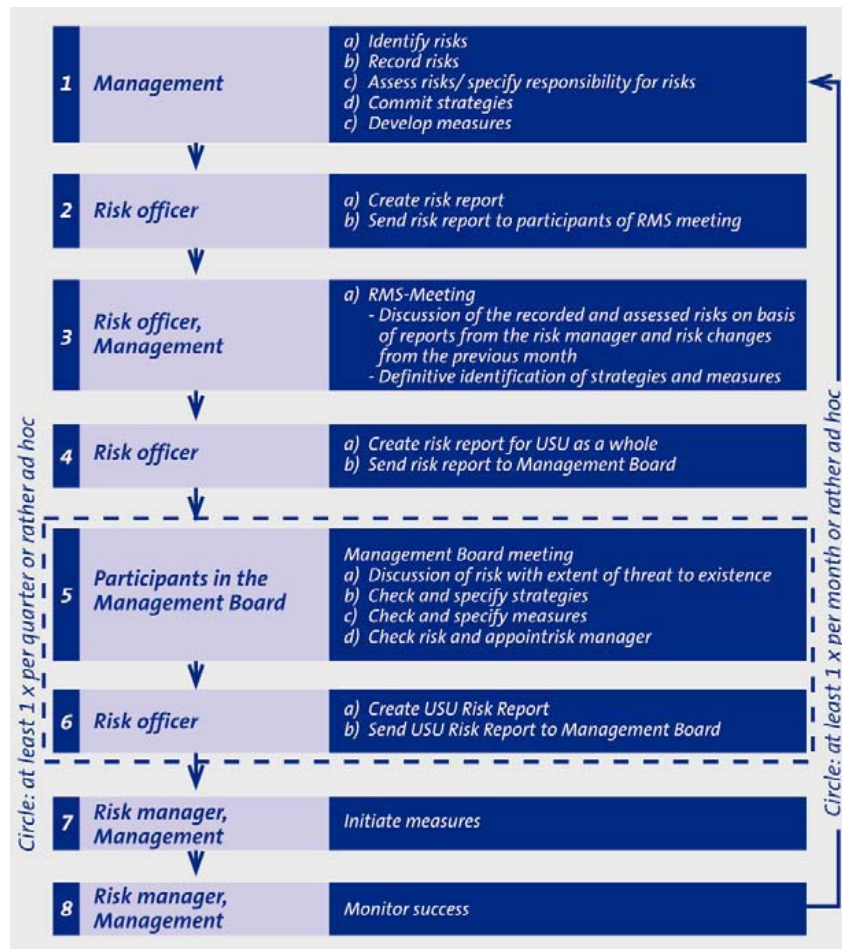 1
Management
a) Identify risks
b) Record risks
c) Assess risks/ specify responsibility for risks
d) Commit strategies
c) Develop measures
2
Risk officer
a) Create risk report
b) Send risk report to participants of RMS meeting
3
Risk officer,
Management
a) RMS-Meeting
- Discussion of the recorded and assessed risks on basis
of reports from the risk manager and risk changes
from the previous month
- Definitive identification of strategies and measures
4
Risk officer
a) Create risk report for USU as a whole
b) Send risk report to Management Board
5
Participants in the
Management Board
Management Board meeting
a) Discussion of risk with extent of threat to existence
b) Check and specify strategies
c) Check and specify measures
d) Check risk and appointrisk manager
6
Risk officer
a) Create USU Risk Report
b) Send USU Risk Report to Management Board
7
Risk manager,
Management
Initiate measures
8
Risk manager,
Management
Monitor success
Circle: at least 1 x per quarter or rather ad hoc
Circle: at least 1 x per month or rather ad hoc